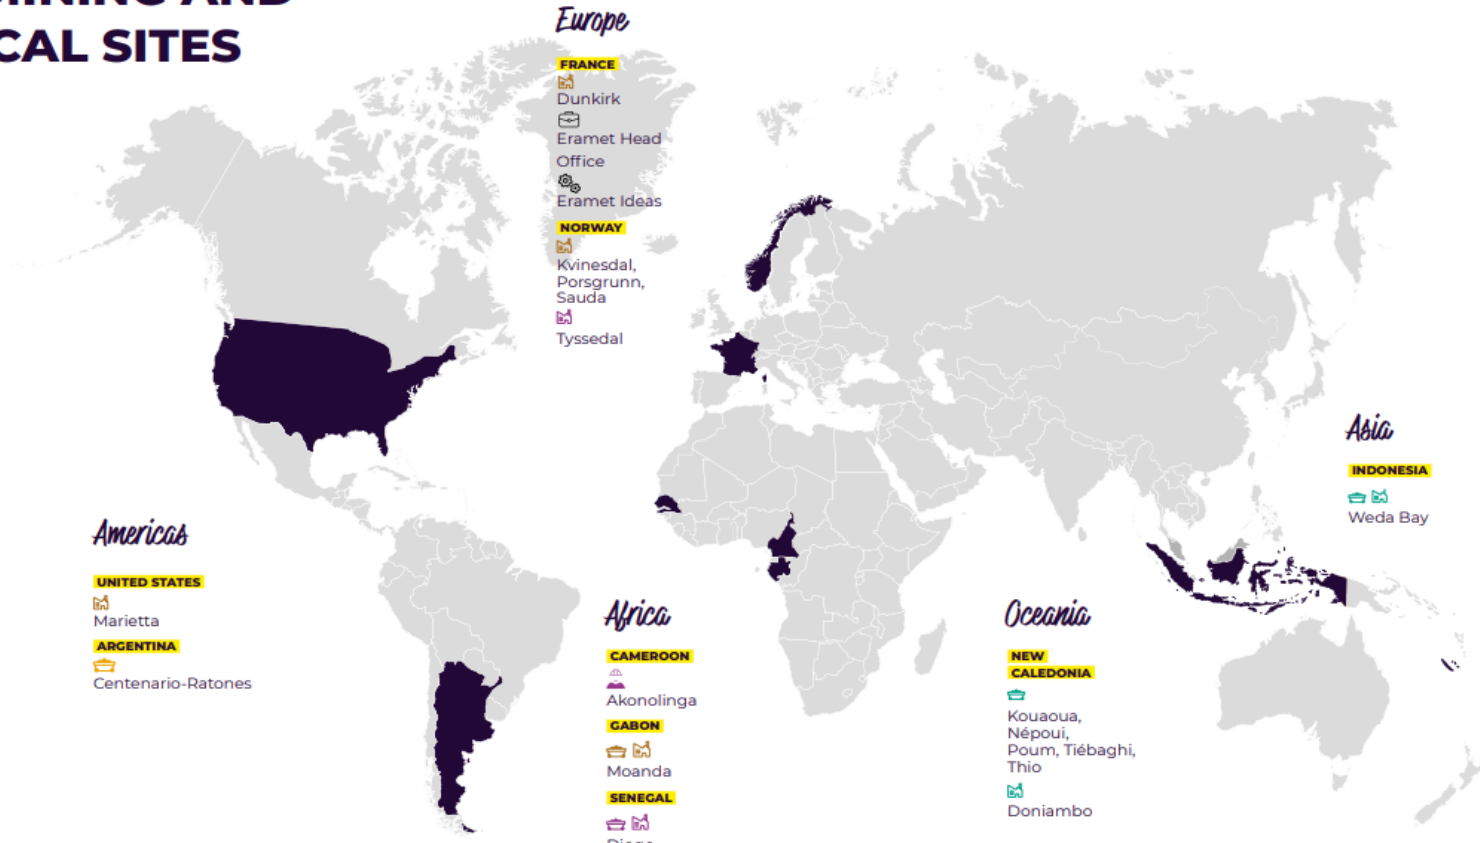 MINING AND
CAL SITES
Europe
FRANCE
Dunkirk
Eramet Head
Office
Eramet Ideas
NORWAY
Kvinesdal,
Porsgrunn,
Sauda
Tyssedal
Asia
INDONESIA
Weda Bay
Americas
UNITED STATES
Marietta
ARGENTINA
Centenario-Ratones
Africa
CAMEROON
Akonolinga
GABON
Moanda
SENEGAL
Oceania
NEW
CALEDONIA
Kouaoua,
Népoui,
Poum, Tiébaghi,
Thio
Doniambo